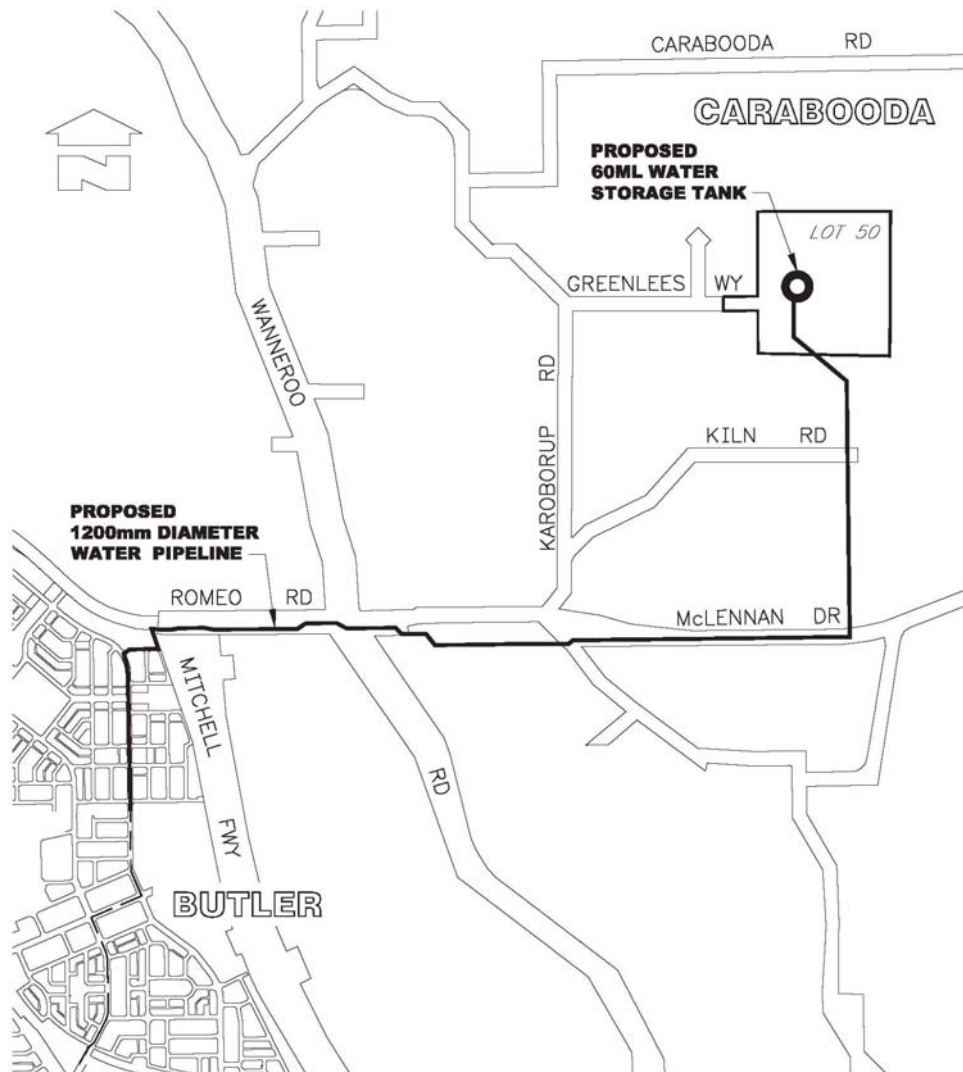 CARABOODA RD
CARABOODA
N
PROPOSED
60ML WATER
STORAGE TANK
LOT 50
GREENLEES WY
WANNEROO
KAROBORUP RD
KILN RD
PROPOSED
1200mm DIAMETER
WATER PIPELINE
ROMEO RD
McLENNAN DR
MITCHELL FWY
RD
BUTLER